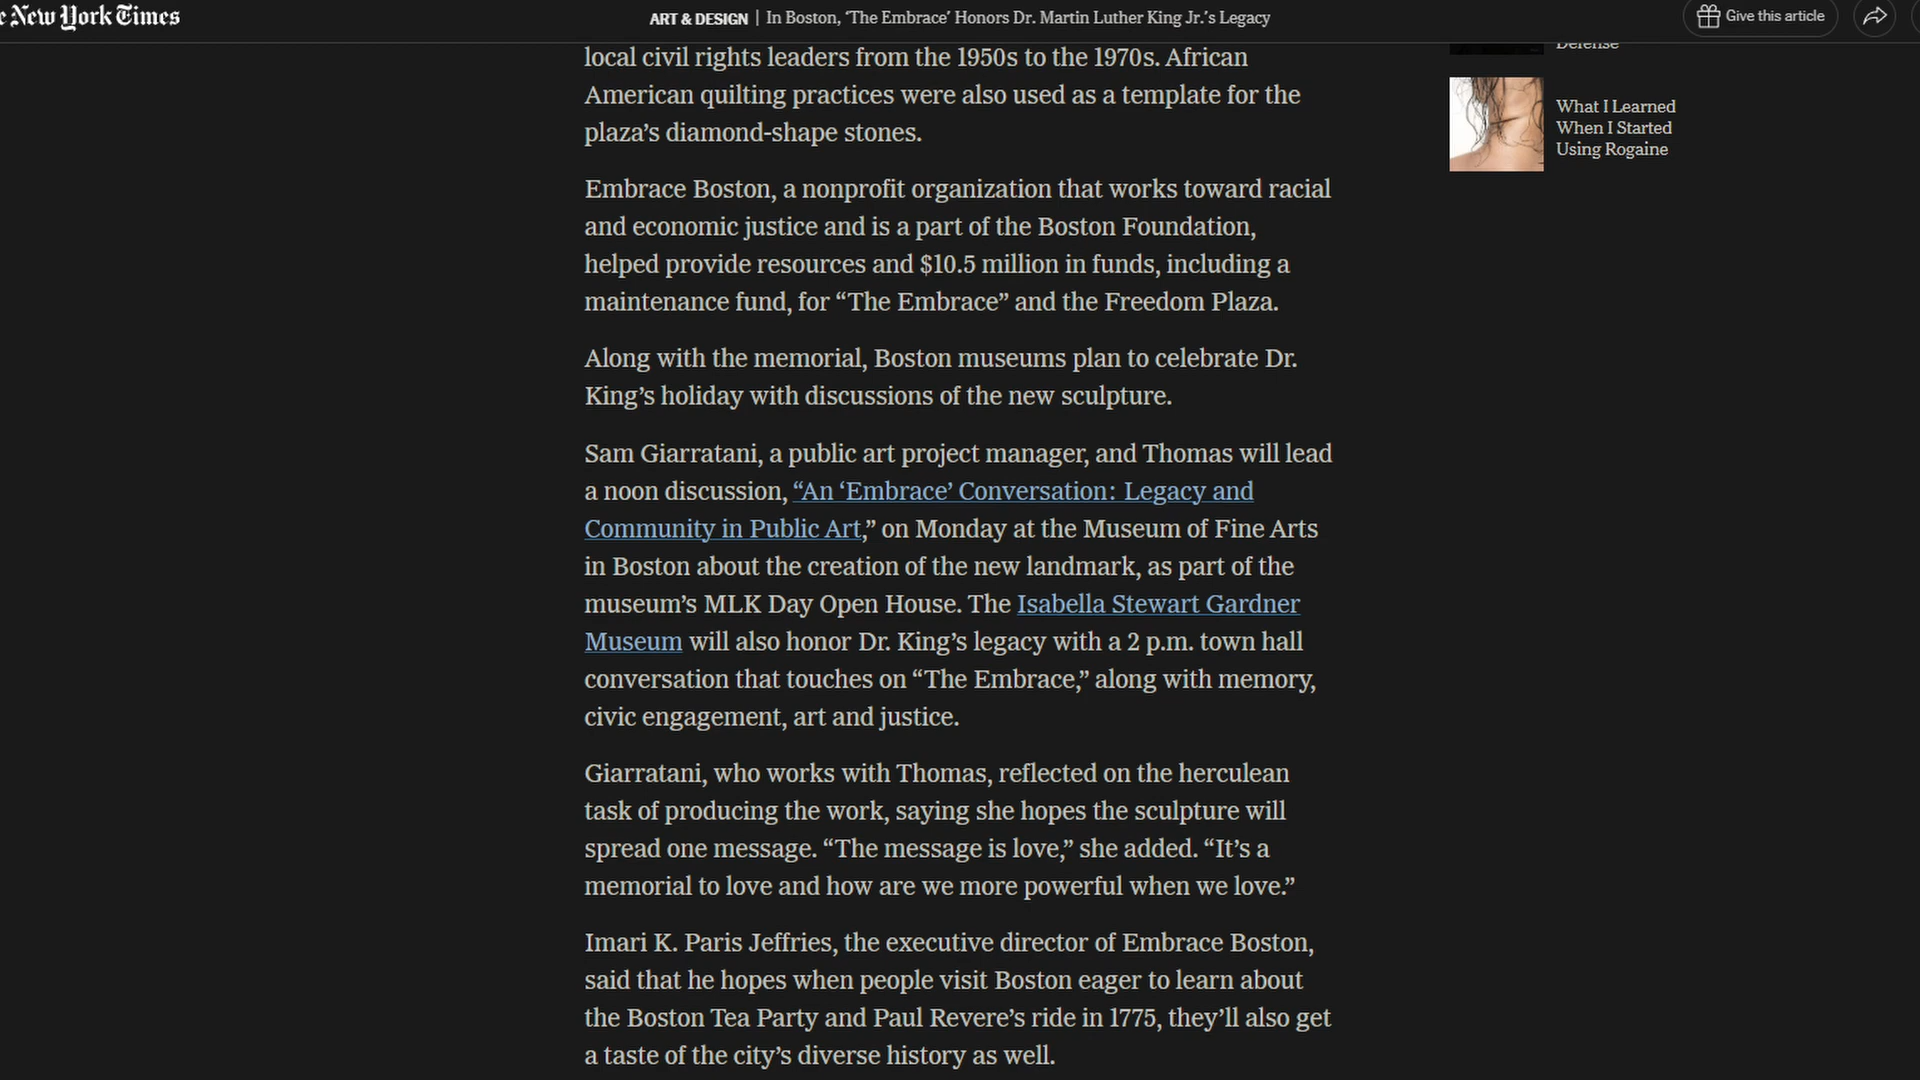 The New York Times
ART & DESIGN | In Boston, ‘The Embrace’ Honors Dr. Martin Luther King Jr.’s Legacy
Give this article
local civil rights leaders from the 1950s to the 1970s. African
American quilting practices were also used as a template for the
plaza’s diamond-shape stones.
Embrace Boston, a nonprofit organization that works toward racial
and economic justice and is a part of the Boston Foundation,
helped provide resources and $10.5 million in funds, including a
maintenance fund, for “The Embrace” and the Freedom Plaza.
Along with the memorial, Boston museums plan to celebrate Dr.
King’s holiday with discussions of the new sculpture.
Sam Giarratani, a public art project manager, and Thomas will lead
a noon discussion, “An ‘Embrace’ Conversation: Legacy and
Community in Public Art,” on Monday at the Museum of Fine Arts
in Boston about the creation of the new landmark, as part of the
museum’s MLK Day Open House. The Isabella Stewart Gardner
Museum will also honor Dr. King’s legacy with a 2 p.m. town hall
conversation that touches on “The Embrace,” along with memory,
civic engagement, art and justice.
Giarratani, who works with Thomas, reflected on the herculean
task of producing the work, saying she hopes the sculpture will
spread one message. “The message is love,” she added. “It’s a
memorial to love and how are we more powerful when we love.”
Imari K. Paris Jeffries, the executive director of Embrace Boston,
said that he hopes when people visit Boston eager to learn about
the Boston Tea Party and Paul Revere’s ride in 1775, they’ll also get
a taste of the city’s diverse history as well.
Defense
What I Learned
When I Started
Using Rogaine